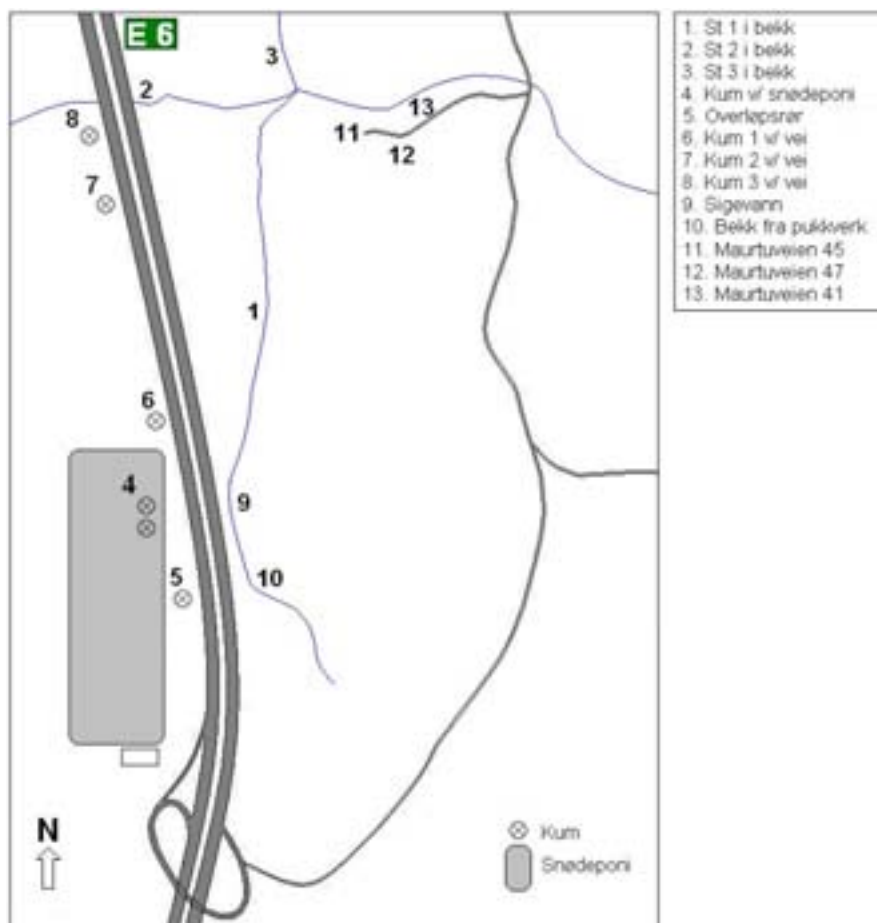 E 6
3
2
13
8
11
12
7
1
6
4
9
10
5
N
Kum
Snødeponi
1. St 1 i bekk
2. St 2 i bekk
3. St 3 i bekk
4. Kum v/ snødeponi
5. Overløpsrør
6. Kum 1 v/ vei
7. Kum 2 v/ vei
8. Kum 3 v/ vei
9. Sigevann
10. Bekk fra pukkverk
11. Maurtuveien 45
12. Maurtuveien 47
13. Maurtuveien 41